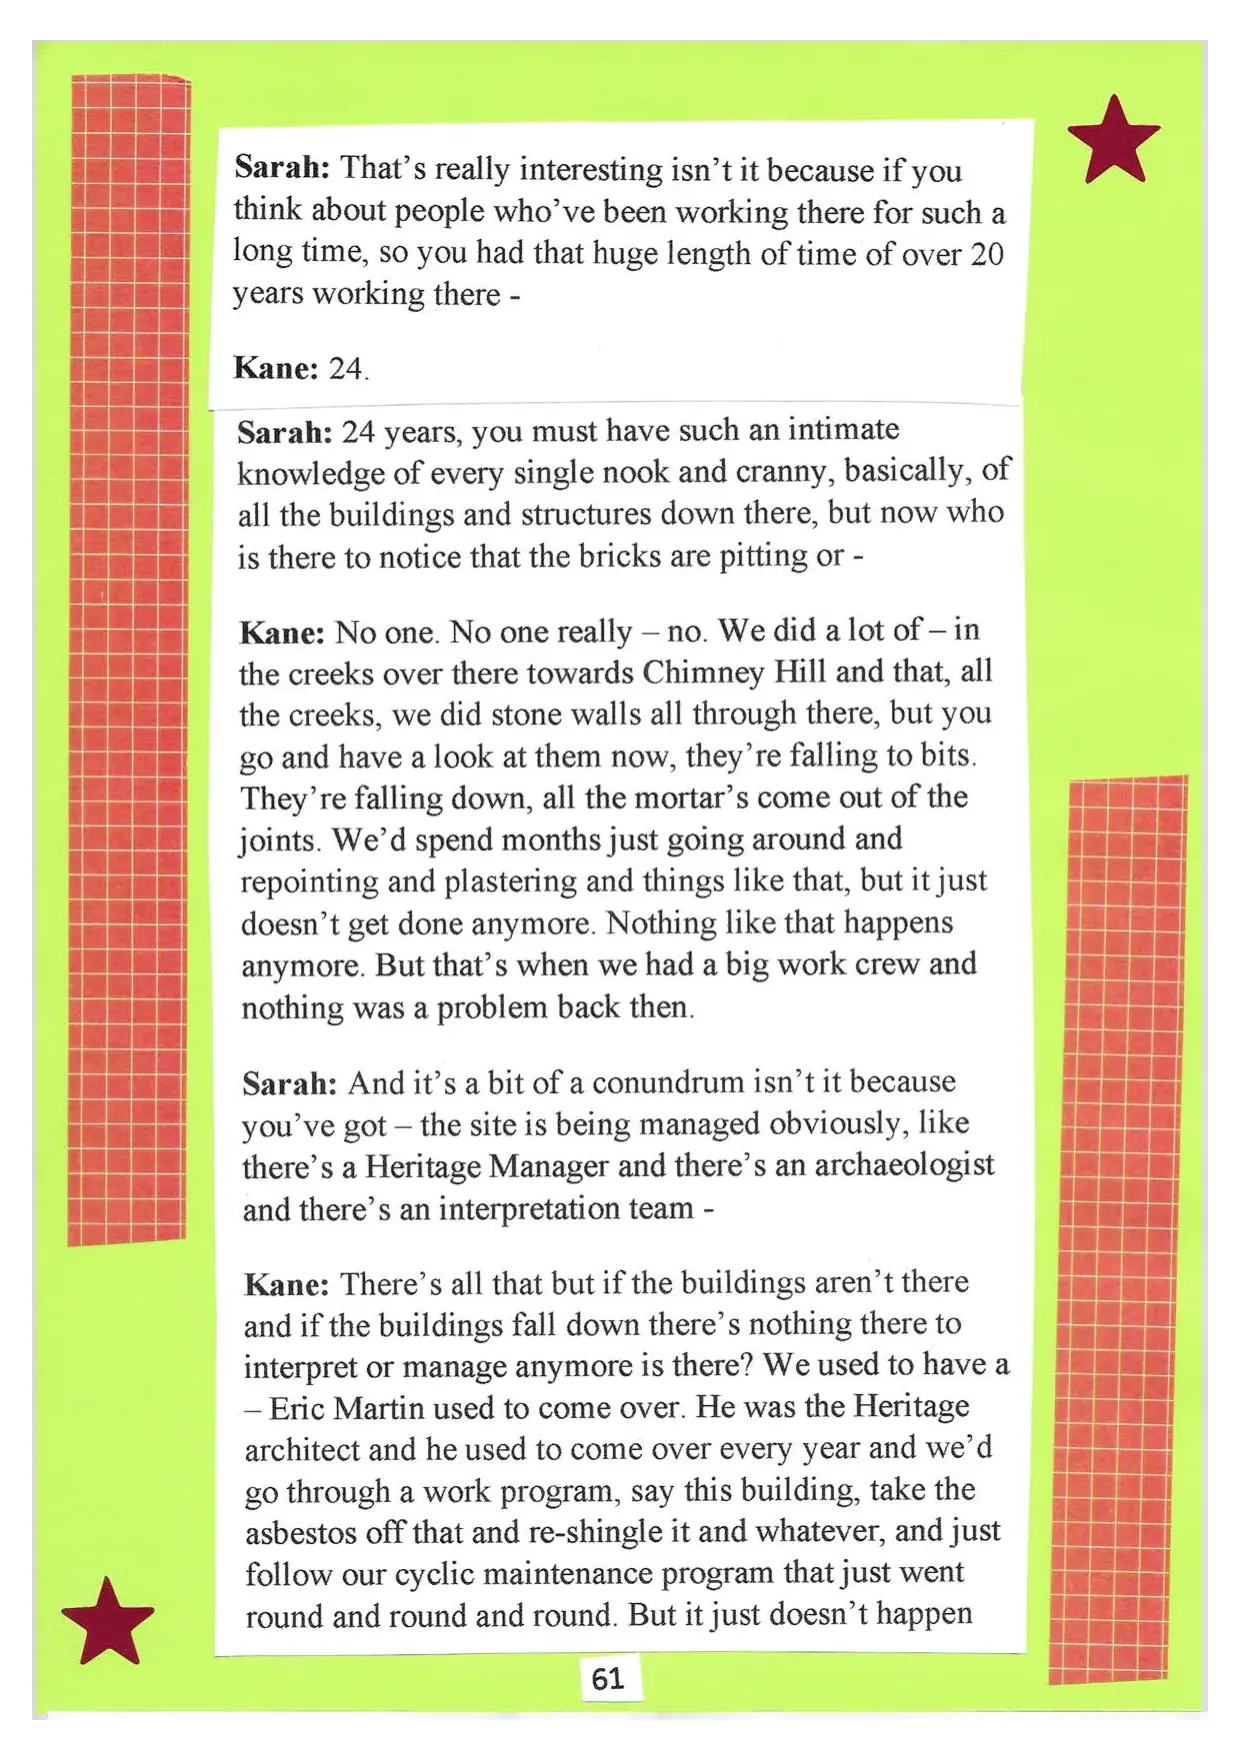 Sarah: That's really interesting isn't it because if you
think about people who've been working there for such a
long time, so you had that huge length of time of over 20
years working there -
Kane: 24.
Sarah: 24 years, you must have such an intimate
knowledge of every single nook and cranny, basically, of
all the buildings and structures down there, but now who
is there to notice that the bricks are pitting or -
Kane: No one. No one really – no. We did a lot of – in
the creeks over there towards Chimney Hill and that, all
the creeks, we did stone walls all through there, but you
go and have a look at them now, they're falling to bits.
They're falling down, all the mortar's come out of the
joints. We'd spend months just going around and
repointing and plastering and things like that, but it just
doesn't get done anymore. Nothing like that happens
anymore. But that's when we had a big work crew and
nothing was a problem back then.
Sarah: And it's a bit of a conundrum isn't it because
you've got – the site is being managed obviously, like
there's a Heritage Manager and there's an archaeologist
and there's an interpretation team -
Kane: There's all that but if the buildings aren't there
and if the buildings fall down there's nothing there to
interpret or manage anymore is there? We used to have a
– Eric Martin used to come over. He was the Heritage
architect and he used to come over every year and we'd
go through a work program, say this building, take the
asbestos off that and re-shingle it and whatever, and just
follow our cyclic maintenance program that just went
round and round and round. But it just doesn't happen
61